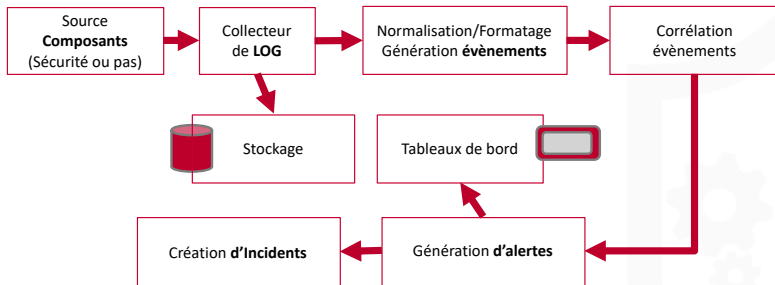 Source
Composants
(Sécurité ou pas)
Collecteur
de LOG
Normalisation/Formatage
Génération évènements
Corrélation
évènements
Stockage
Tableaux de bord
Création d'Incidents
Génération d'alertes